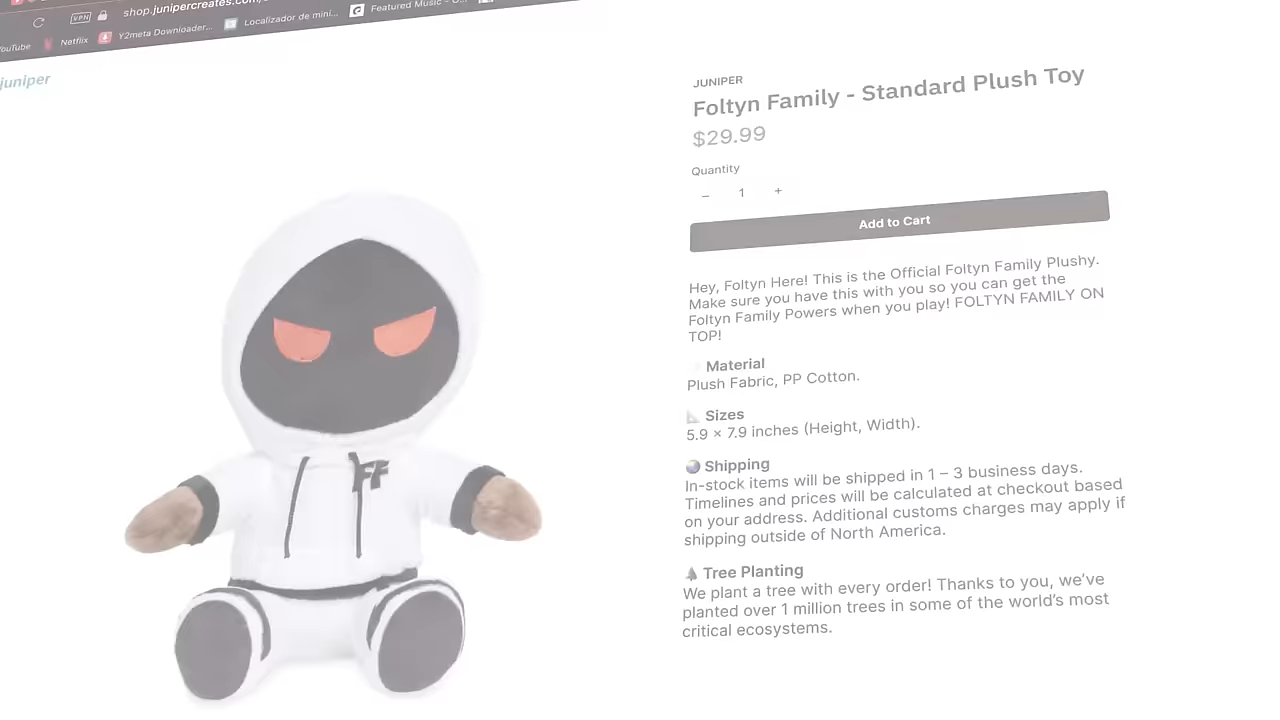 VPN shop.junipercreates.com/
YouTube Netflix Y2meta Downloader... Localizador de mini... Featured Music –
juniper
JUNIPER
Foltyn Family - Standard Plush Toy
$29.99
Quantity
– 1 +
Add to Cart
Hey, Foltyn Here! This is the Official Foltyn Family Plushy.
Make sure you have this with you so you can get the
Foltyn Family Powers when you play! FOLTYN FAMILY ON
TOP!
Material
Plush Fabric, PP Cotton.
Sizes
5.9 × 7.9 inches (Height, Width).
Shipping
In-stock items will be shipped in 1 – 3 business days.
Timelines and prices will be calculated at checkout based
on your address. Additional customs charges may apply if
shipping outside of North America.
Tree Planting
We plant a tree with every order! Thanks to you, we've
planted over 1 million trees in some of the world's most
critical ecosystems.
FF